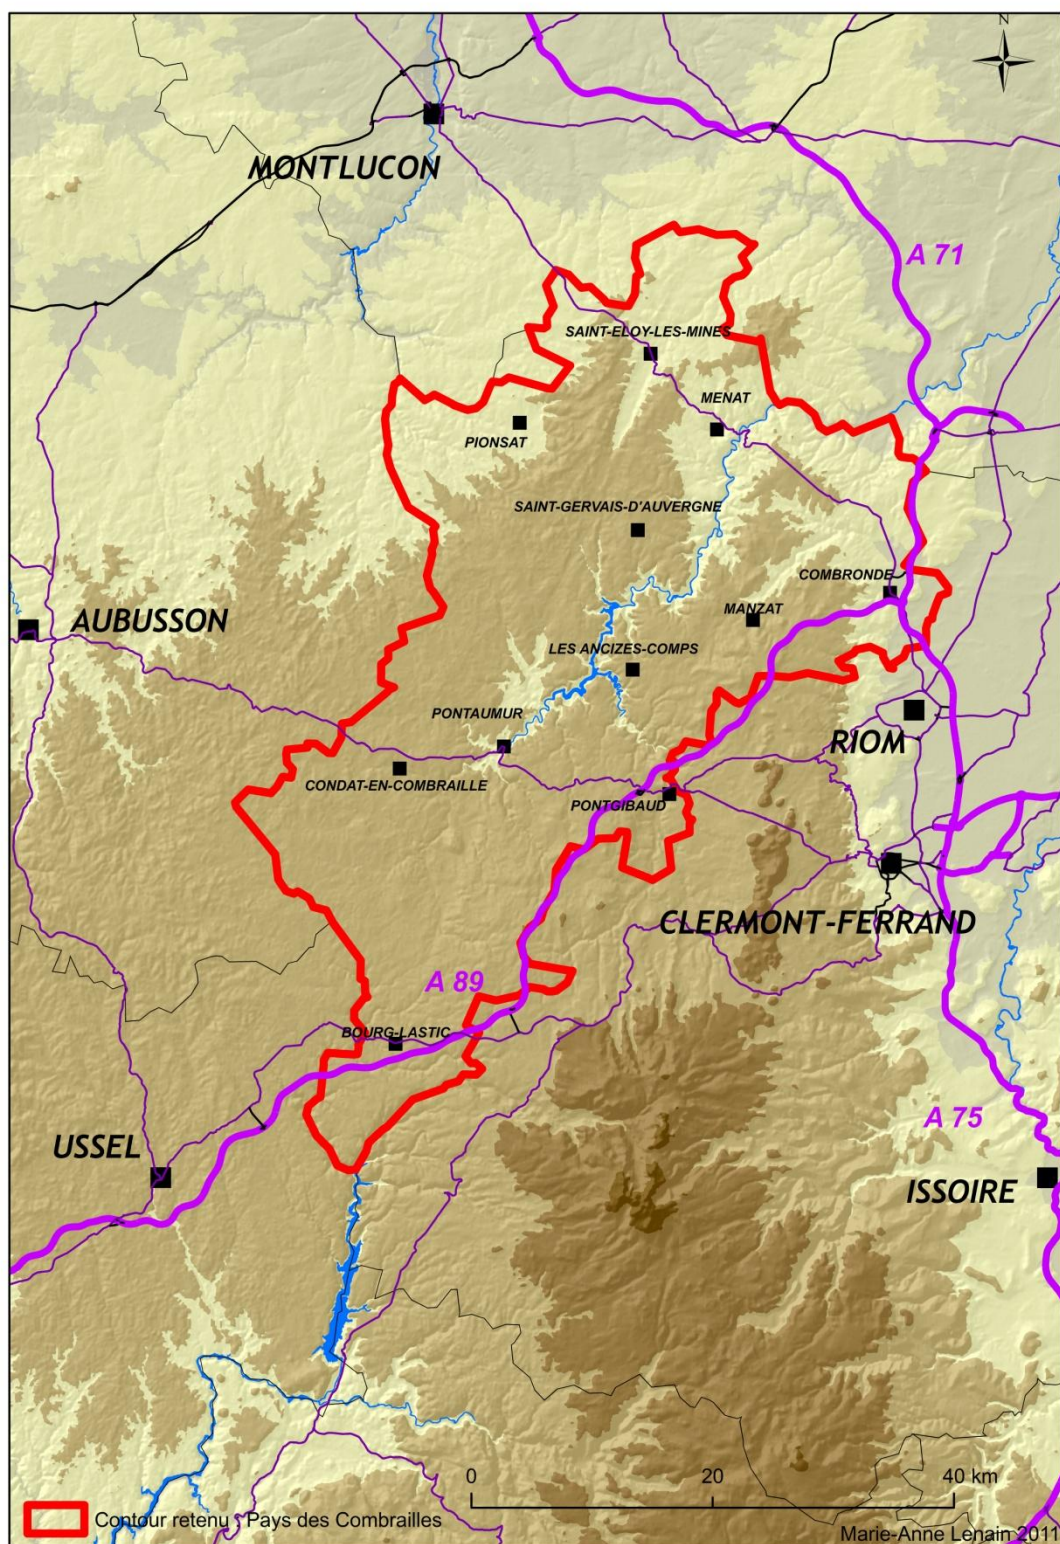 N
MONTLUCON
A 71
SAINT-ELOY-LES-MINES
MENAT
PIONSAT
SAINT-GERVAIS-D'AUVERGNE
COMBRONDE
AUBUSSON
MANZAT
LES ANCIZES-COMPS
PONTAUMUR
RIOM
CONDAT-EN-COMBRAILLE
PONTGIBAUD
CLERMONT-FERRAND
A 89
BOURG-LASTIC
A 75
USSEL
ISSOIRE
0 20 40 km
Contour retenu : Pays des Combrailles
Marie-Anne Lenain 2011